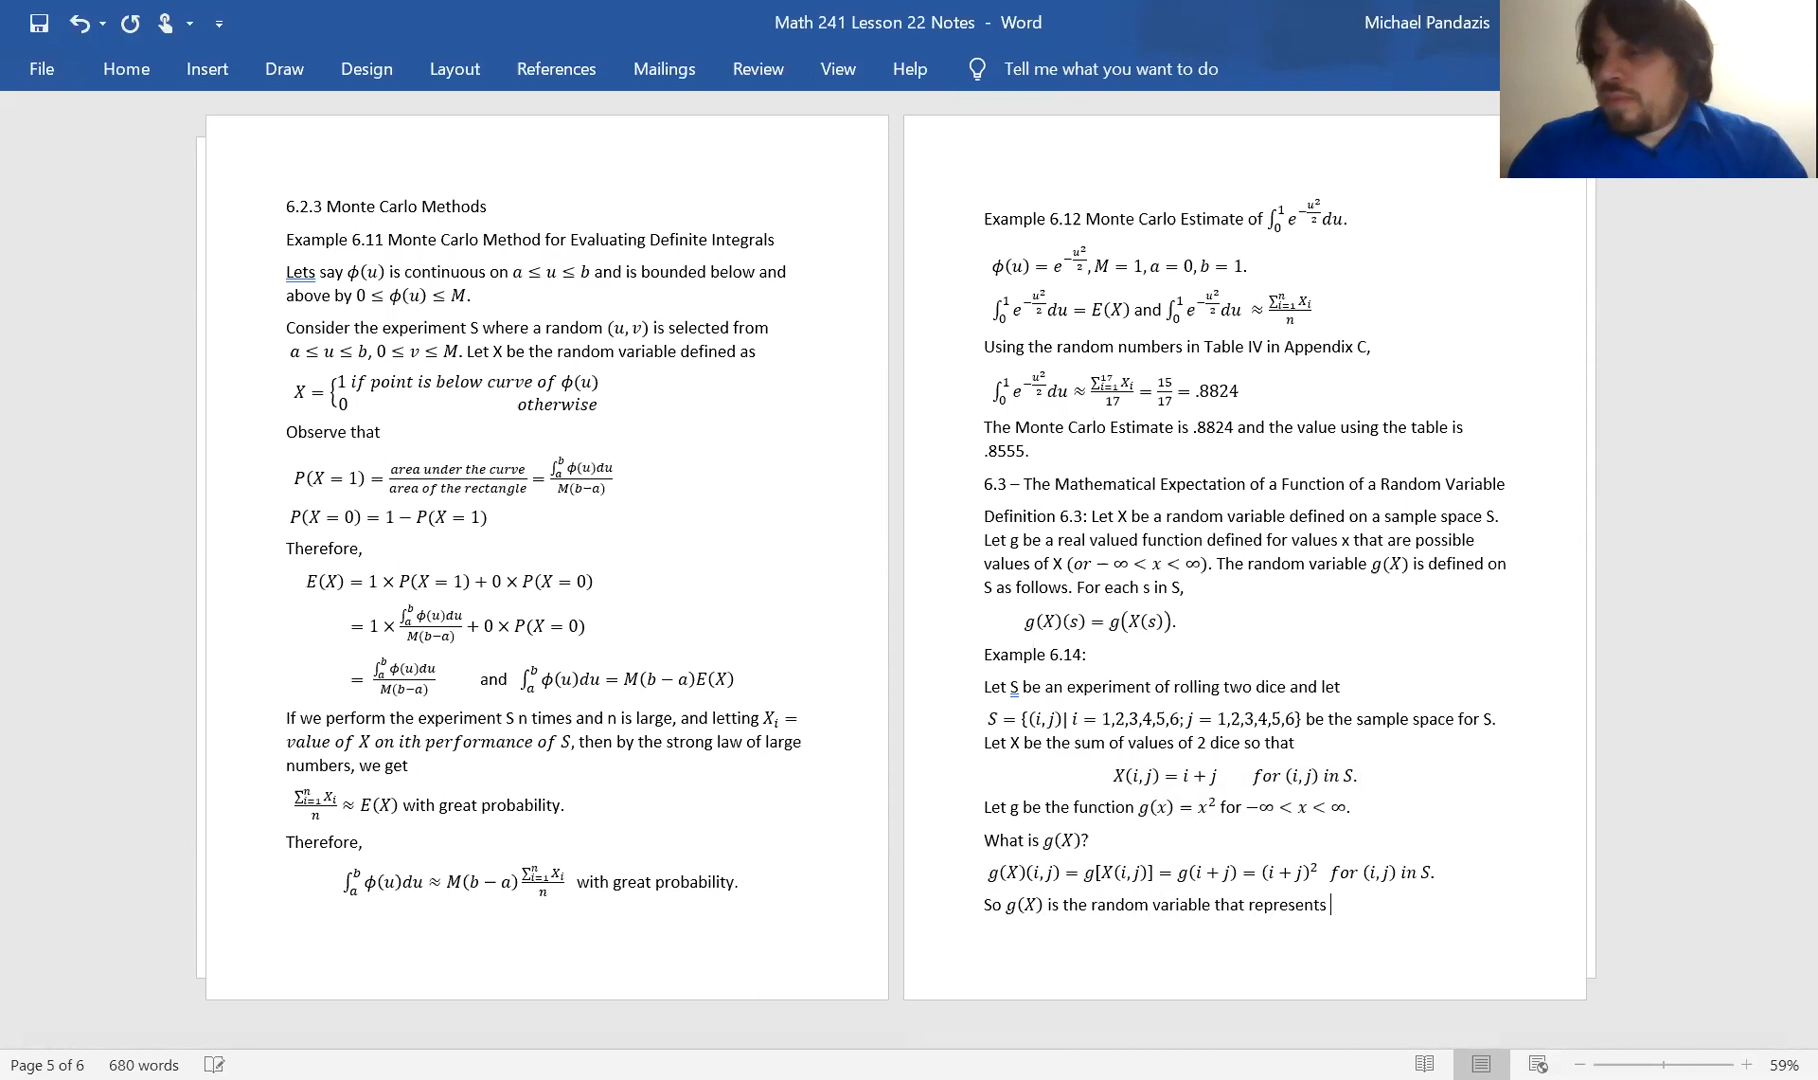 Math 241 Lesson 22 Notes - Word
Michael Pandazis
File Home Insert Draw Design Layout References Mailings Review View Help Tell me what you want to do
6.2.3 Monte Carlo Methods
Example 6.11 Monte Carlo Method for Evaluating Definite Integrals
Lets say ϕ(u) is continuous on a ≤ u ≤ b and is bounded below and
above by 0 ≤ ϕ(u) ≤ M.
Consider the experiment S where a random (u, v) is selected from
a ≤ u ≤ b, 0 ≤ v ≤ M. Let X be the random variable defined as
X = {1 if point is below curve of ϕ(u)
0 otherwise
Observe that
P(X = 1) = area under the curve / area of the rectangle = ∫_a^b ϕ(u)du / M(b−a)
P(X = 0) = 1 − P(X = 1)
Therefore,
E(X) = 1 × P(X = 1) + 0 × P(X = 0)
= 1 × ∫_a^b ϕ(u)du / M(b−a) + 0 × P(X = 0)
= ∫_a^b ϕ(u)du / M(b−a) and ∫_a^b ϕ(u)du = M(b − a)E(X)
If we perform the experiment S n times and n is large, and letting X_i =
value of X on ith performance of S, then by the strong law of large
numbers, we get
∑_{i=1}^n X_i / n ≈ E(X) with great probability.
Therefore,
∫_a^b ϕ(u)du ≈ M(b − a) ∑_{i=1}^n X_i / n with great probability.
Example 6.12 Monte Carlo Estimate of ∫_0^1 e^{−u²/2} du.
ϕ(u) = e^{−u²/2}, M = 1, a = 0, b = 1.
∫_0^1 e^{−u²/2} du = E(X) and ∫_0^1 e^{−u²/2} du ≈ ∑_{i=1}^n X_i / n
Using the random numbers in Table IV in Appendix C,
∫_0^1 e^{−u²/2} du ≈ ∑_{i=1}^{17} X_i / 17 = 15/17 = .8824
The Monte Carlo Estimate is .8824 and the value using the table is
.8555.
6.3 – The Mathematical Expectation of a Function of a Random Variable
Definition 6.3: Let X be a random variable defined on a sample space S.
Let g be a real valued function defined for values x that are possible
values of X (or − ∞ < x < ∞). The random variable g(X) is defined on
S as follows. For each s in S,
g(X)(s) = g(X(s)).
Example 6.14:
Let S be an experiment of rolling two dice and let
S = {(i, j)| i = 1,2,3,4,5,6; j = 1,2,3,4,5,6} be the sample space for S.
Let X be the sum of values of 2 dice so that
X(i, j) = i + j for (i, j) in S.
Let g be the function g(x) = x² for −∞ < x < ∞.
What is g(X)?
g(X)(i, j) = g[X(i, j)] = g(i + j) = (i + j)² for (i, j) in S.
So g(X) is the random variable that represents
Page 5 of 6 680 words 59%